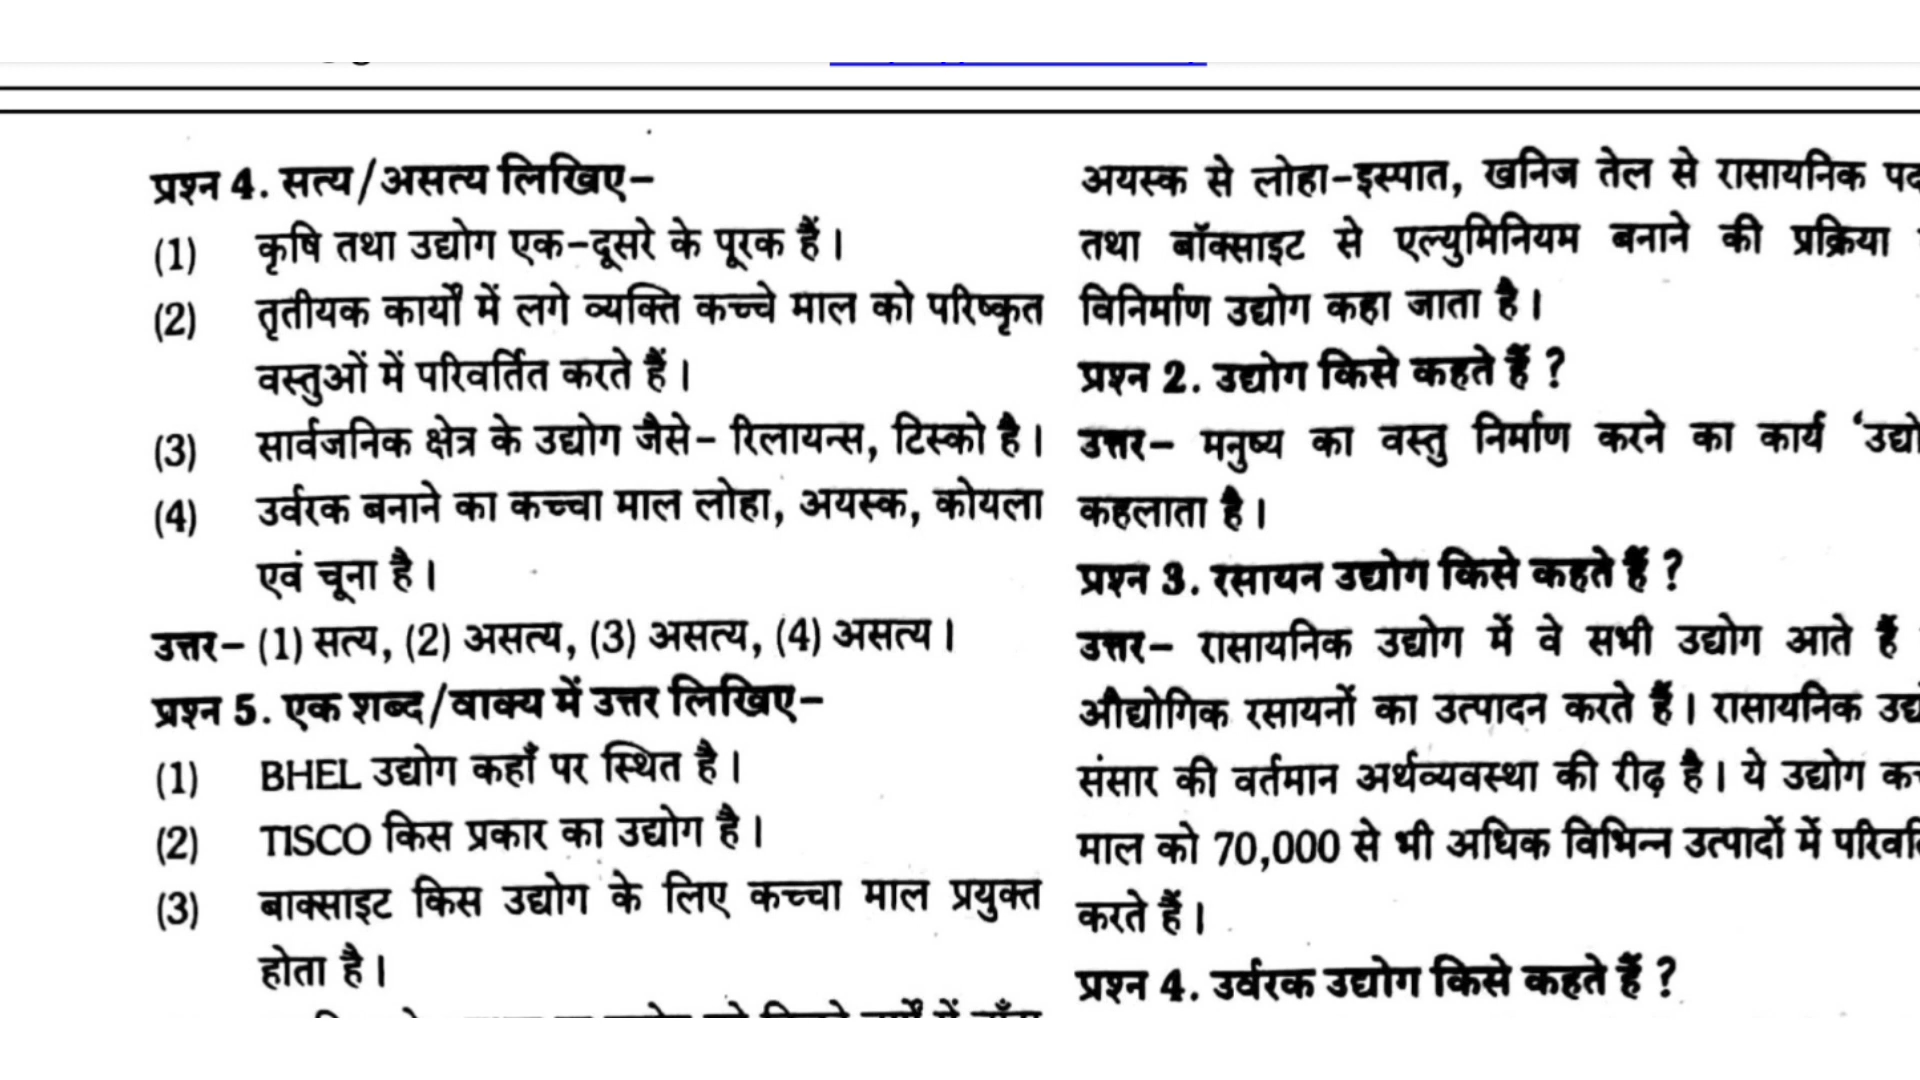 प्रश्न 4. सत्य/असत्य लिखिए–
(1) कृषि तथा उद्योग एक-दूसरे के पूरक हैं।
(2) तृतीयक कार्यों में लगे व्यक्ति कच्चे माल को परिष्कृत
वस्तुओं में परिवर्तित करते हैं।
(3) सार्वजनिक क्षेत्र के उद्योग जैसे– रिलायन्स, टिस्को है।
(4) उर्वरक बनाने का कच्चा माल लोहा, अयस्क, कोयला
एवं चूना है।
उत्तर– (1) सत्य, (2) असत्य, (3) असत्य, (4) असत्य।
प्रश्न 5. एक शब्द/वाक्य में उत्तर लिखिए–
(1) BHEL उद्योग कहाँ पर स्थित है।
(2) TISCO किस प्रकार का उद्योग है।
(3) बाक्साइट किस उद्योग के लिए कच्चा माल प्रयुक्त
होता है।
अयस्क से लोहा-इस्पात, खनिज तेल से रासायनिक
तथा बॉक्साइट से एल्युमिनियम बनाने की प्रक्रिया
विनिर्माण उद्योग कहा जाता है।
प्रश्न 2. उद्योग किसे कहते हैं ?
उत्तर– मनुष्य का वस्तु निर्माण करने का कार्य
कहलाता है।
प्रश्न 3. रसायन उद्योग किसे कहते हैं ?
उत्तर– रासायनिक उद्योग में वे सभी उद्योग आते हैं
औद्योगिक रसायनों का उत्पादन करते हैं। रासायनिक
संसार की वर्तमान अर्थव्यवस्था की रीढ़ है। ये उद्योग
माल को 70,000 से भी अधिक विभिन्न उत्पादों में
करते हैं।
प्रश्न 4. उर्वरक उद्योग किसे कहते हैं ?